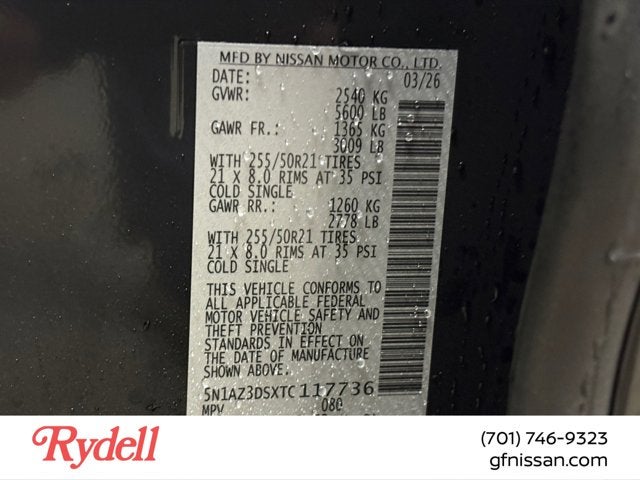 MFD BY NISSAN MOTOR CO., LTD.
DATE: 03/26
GVWR: 2540 KG
5600 LB
GAWR FR.: 1365 KG
3009 LB
WITH 255/50R21 TIRES
21 X 8.0 RIMS AT 35 PSI
COLD SINGLE
GAWR RR.: 1260 KG
2778 LB
WITH 255/50R21 TIRES
21 X 8.0 RIMS AT 35 PSI
COLD SINGLE
THIS VEHICLE CONFORMS TO
ALL APPLICABLE FEDERAL
MOTOR VEHICLE SAFETY AND
THEFT PREVENTION
STANDARDS IN EFFECT ON
THE DATE OF MANUFACTURE
SHOWN ABOVE.
5N1AZ3DSXTC117736
MPV 080
Rydell
(701) 746-9323
gfnissan.com